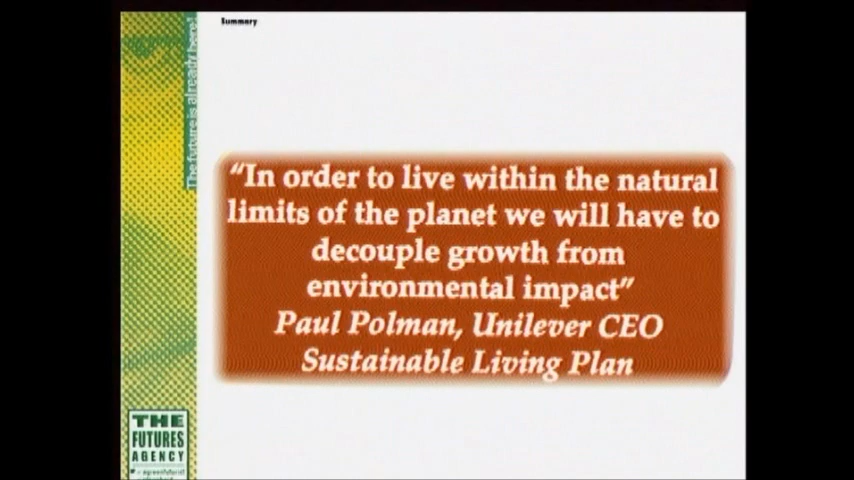 Summary
The future is already here!
“In order to live within the natural
limits of the planet we will have to
decouple growth from
environmental impact”
Paul Polman, Unilever CEO
Sustainable Living Plan
THE
FUTURES
AGENCY